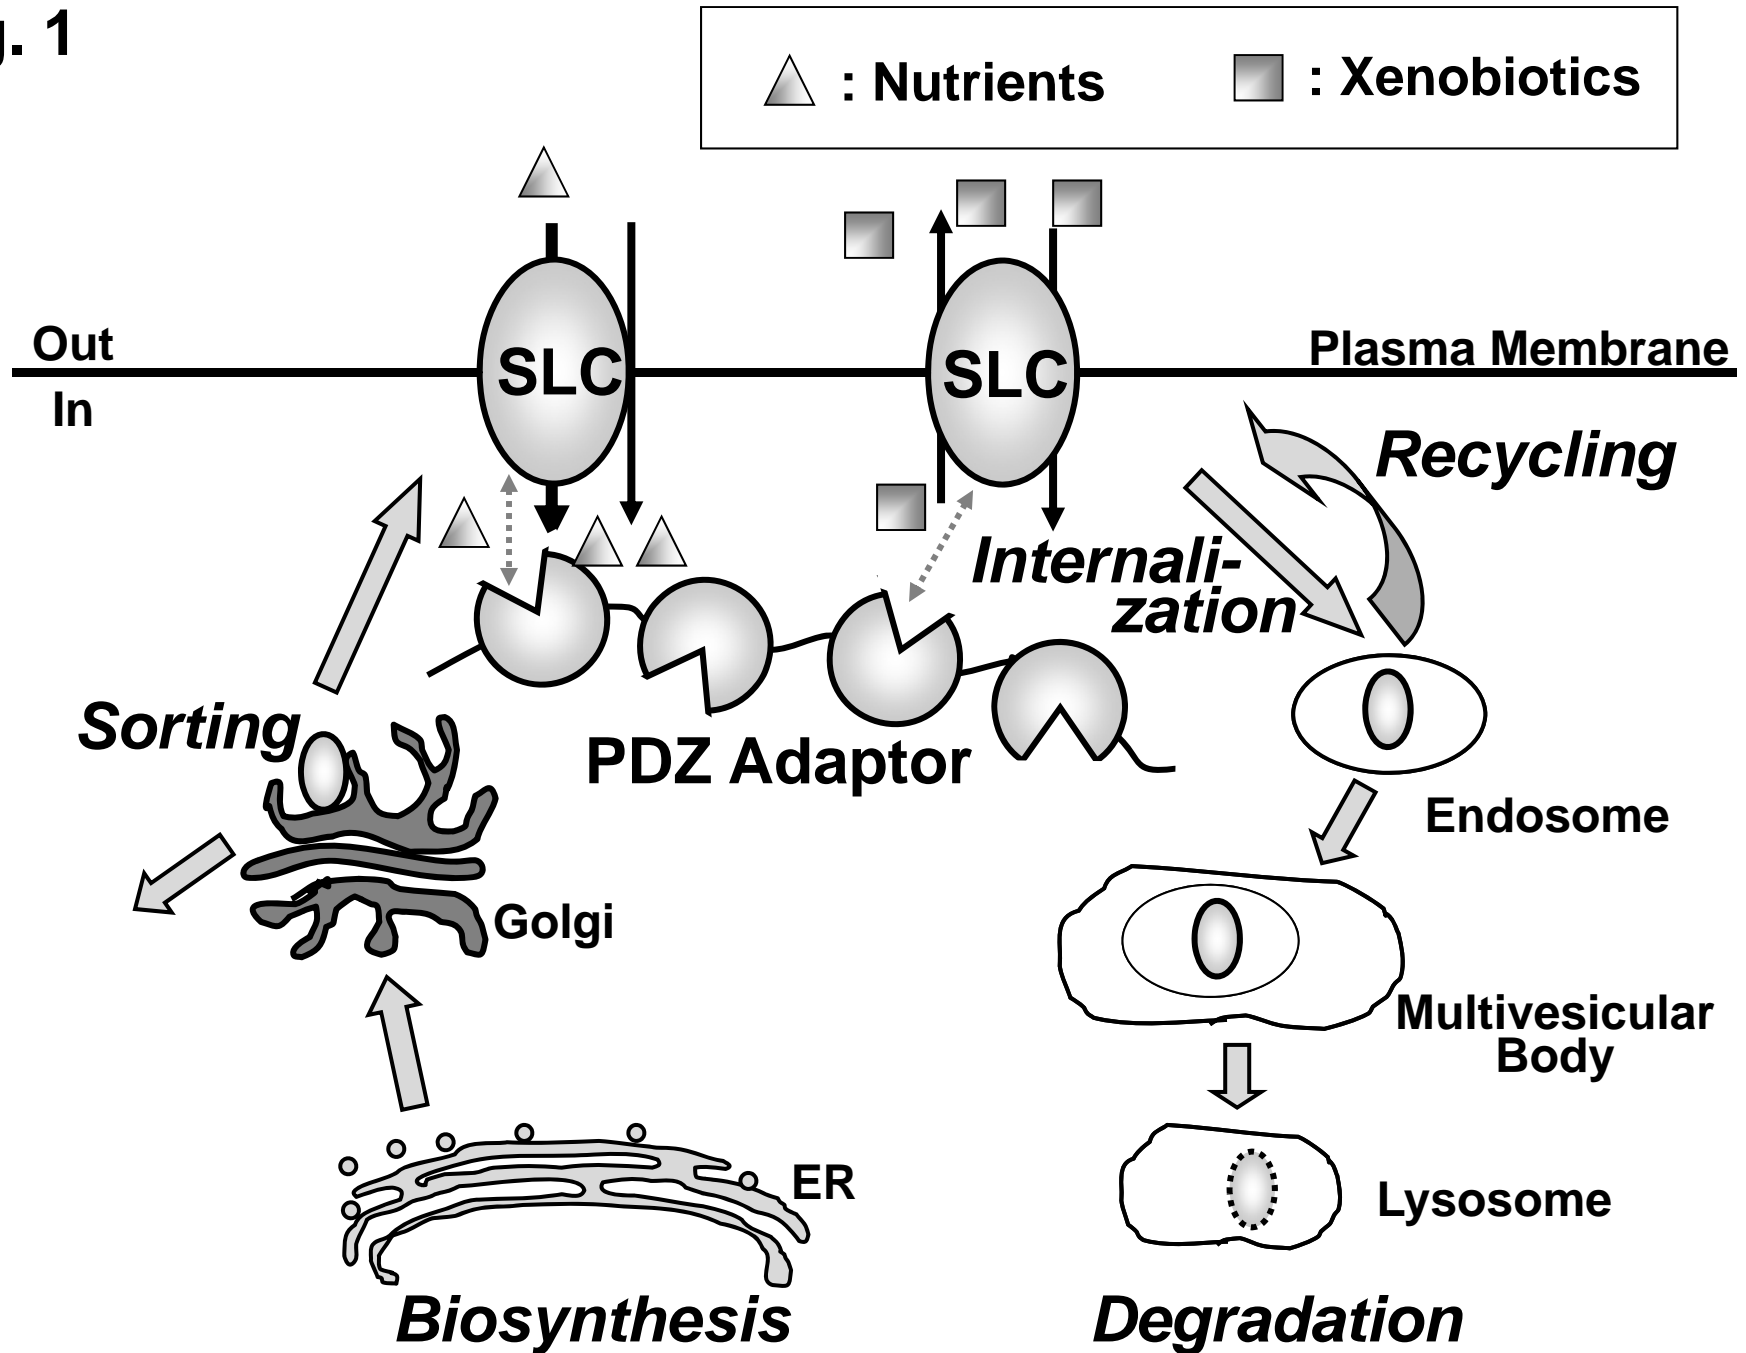 g. 1
: Nutrients
: Xenobiotics
Out
SLC
SLC
Plasma Membrane
In
Recycling
Internali-
zation
Sorting
PDZ Adaptor
Endosome
Golgi
Multivesicular
Body
ER
Lysosome
Biosynthesis
Degradation